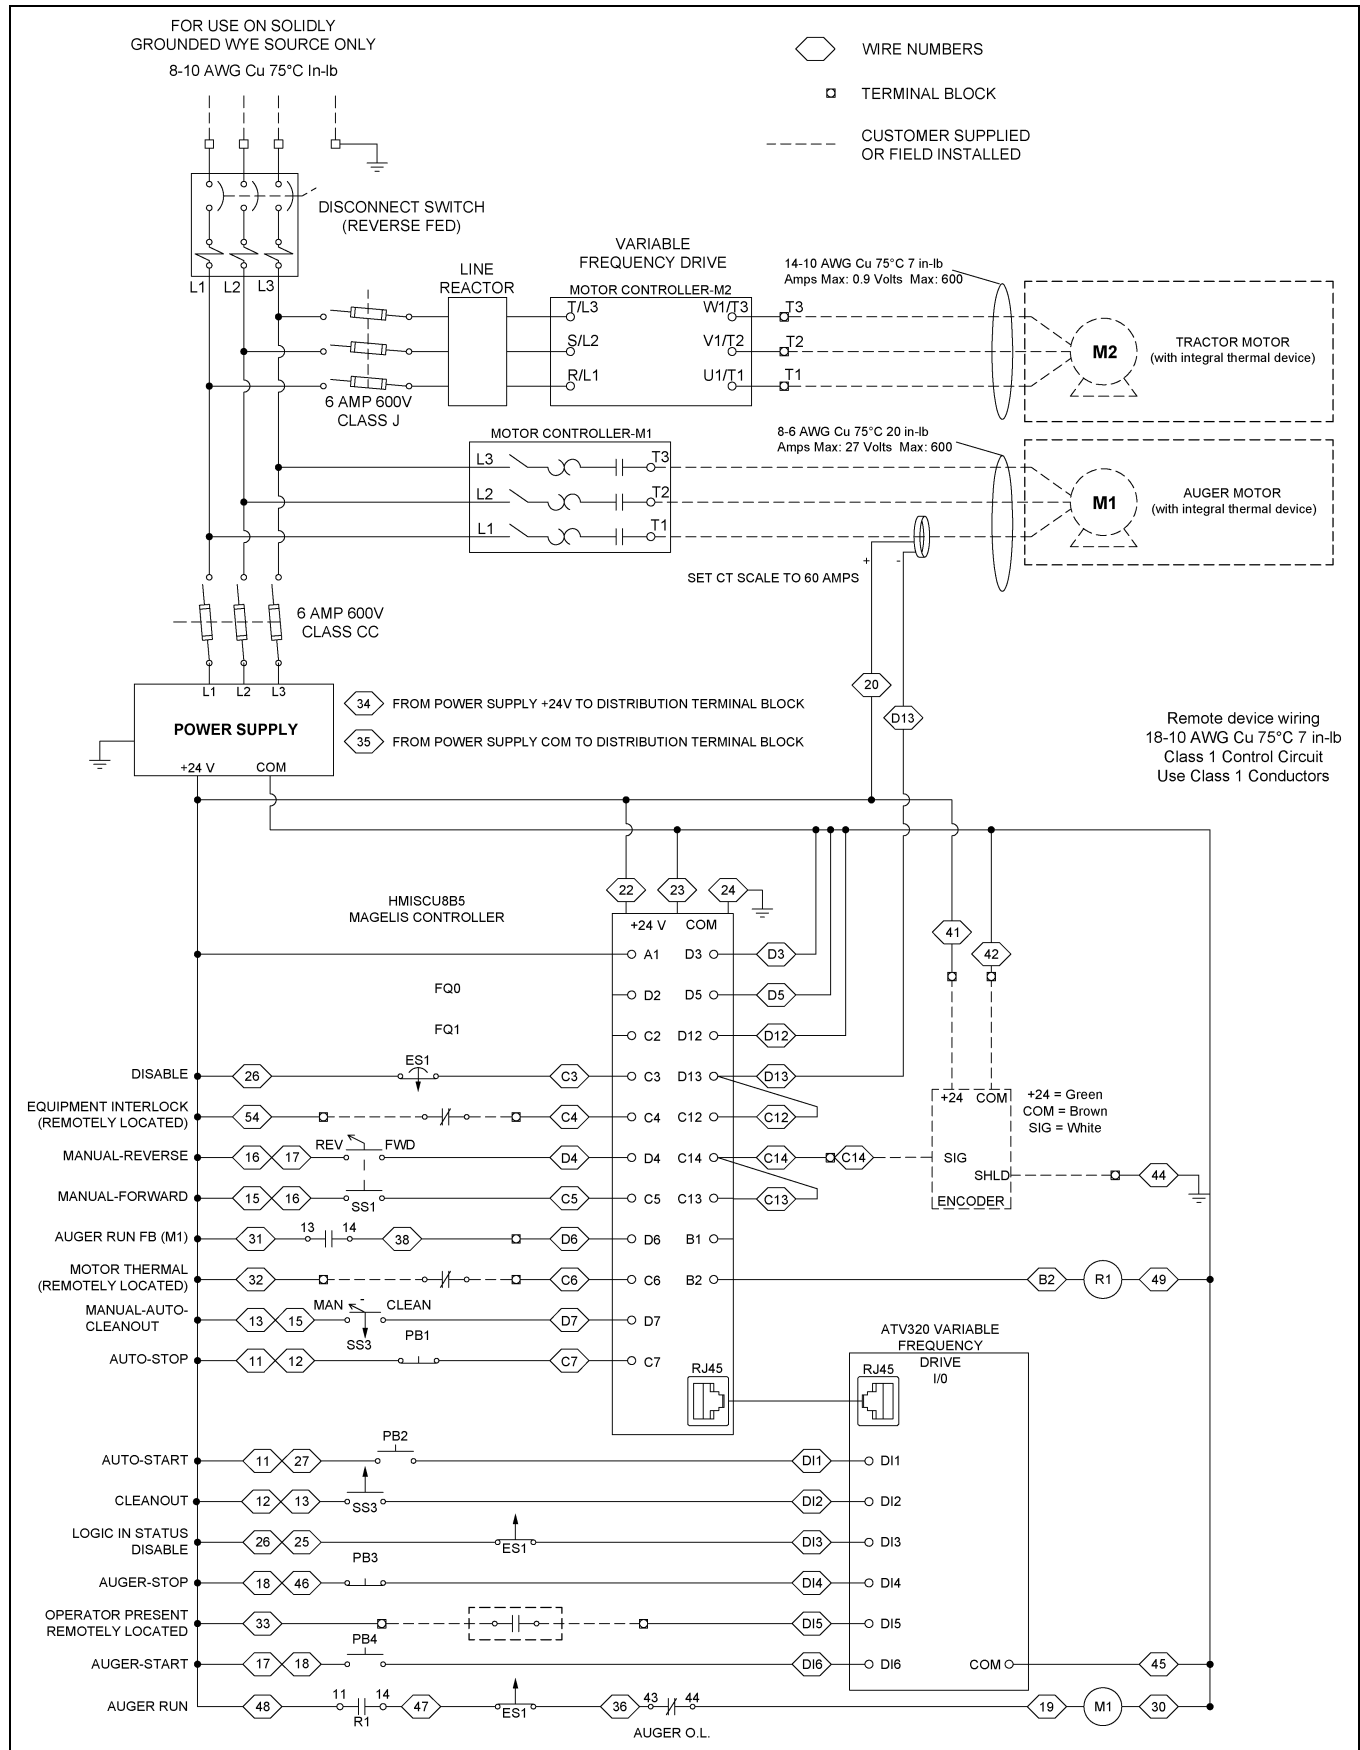 FOR USE ON SOLIDLY
GROUNDED WYE SOURCE ONLY
8-10 AWG Cu 75°C In-lb
WIRE NUMBERS
TERMINAL BLOCK
CUSTOMER SUPPLIED
OR FIELD INSTALLED
DISCONNECT SWITCH
(REVERSE FED)
L1 L2 L3
LINE
REACTOR
VARIABLE
FREQUENCY DRIVE
MOTOR CONTROLLER-M2
T/L3 W1/T3 T3
S/L2 V1/T2 T2
R/L1 U1/T1 T1
14-10 AWG Cu 75°C 7 in-lb
Amps Max: 0.9 Volts Max: 600
M2
TRACTOR MOTOR
(with integral thermal device)
6 AMP 600V
CLASS J
MOTOR CONTROLLER-M1
L3 T3
L2 T2
L1 T1
8-6 AWG Cu 75°C 20 in-lb
Amps Max: 27 Volts Max: 600
M1
AUGER MOTOR
(with integral thermal device)
+ -
SET CT SCALE TO 60 AMPS
6 AMP 600V
CLASS CC
L1 L2 L3
POWER SUPPLY
+24 V COM
34 FROM POWER SUPPLY +24V TO DISTRIBUTION TERMINAL BLOCK
35 FROM POWER SUPPLY COM TO DISTRIBUTION TERMINAL BLOCK
20
D13
Remote device wiring
18-10 AWG Cu 75°C 7 in-lb
Class 1 Control Circuit
Use Class 1 Conductors
HMISCU8B5
MAGELIS CONTROLLER
22 23 24
+24 V COM
41
42
A1 D3 D3
FQ0 D2 D5 D5
FQ1 C2 D12 D12
DISABLE 26 ES1 C3 C3 D13 D13
+24 COM
+24 = Green
COM = Brown
SIG = White
EQUIPMENT INTERLOCK
(REMOTELY LOCATED) 54 C4 C4 C12 C12
MANUAL-REVERSE 16 17 REV FWD D4 D4 C14 C14 C14 SIG
SHLD 44
ENCODER
MANUAL-FORWARD 15 16 SS1 C5 C5 C13 C13
AUGER RUN FB (M1) 31 13 14 38 D6 D6 B1
MOTOR THERMAL
(REMOTELY LOCATED) 32 C6 C6 B2 B2 R1 49
MANUAL-AUTO-
CLEANOUT 13 15 MAN - CLEAN SS3 D7 D7
AUTO-STOP 11 12 PB1 C7 C7
RJ45
ATV320 VARIABLE
FREQUENCY
DRIVE
I/0
RJ45
AUTO-START 11 27 PB2 DI1 DI1
CLEANOUT 12 13 SS3 DI2 DI2
LOGIC IN STATUS
DISABLE 26 25 ES1 DI3 DI3
AUGER-STOP 18 46 PB3 DI4 DI4
OPERATOR PRESENT
REMOTELY LOCATED 33 DI5 DI5
AUGER-START 17 18 PB4 DI6 DI6 COM 45
AUGER RUN 48 11 14 R1 47 ES1 36 43 44 19 M1 30
AUGER O.L.